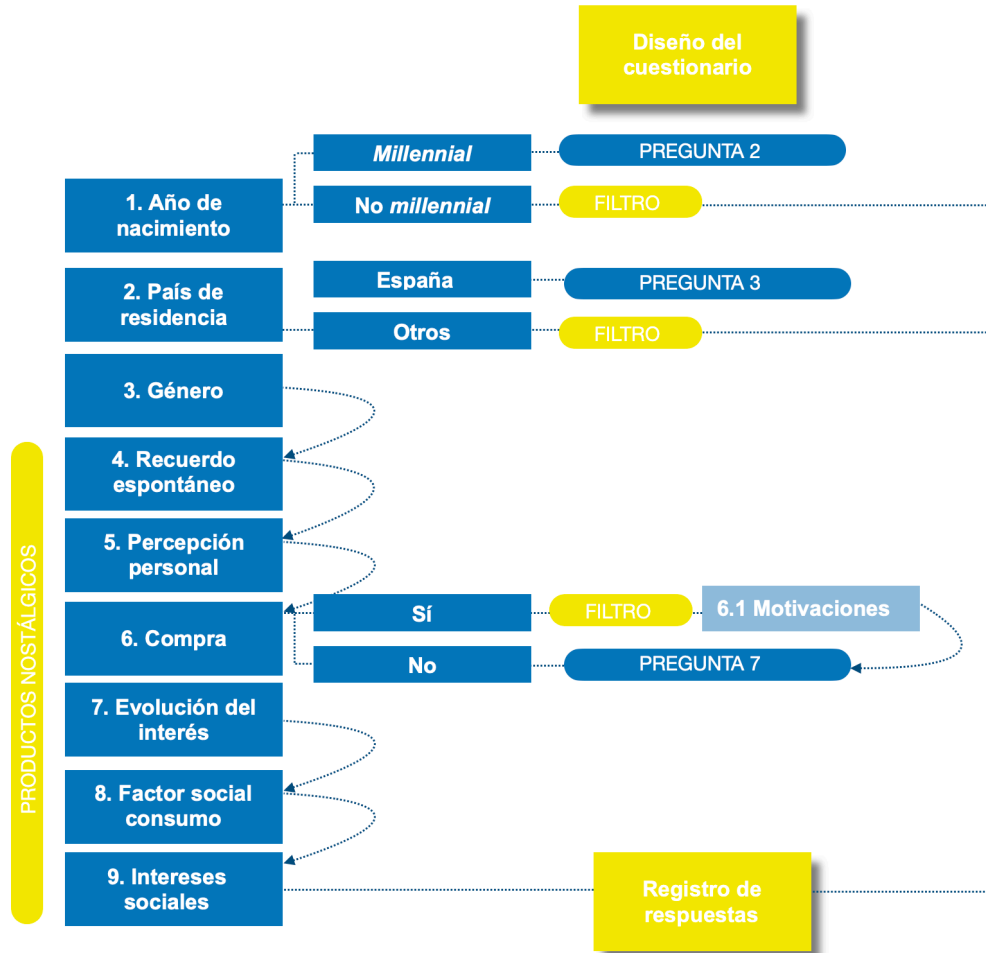 Diseño del
cuestionario
Millennial
PREGUNTA 2
1. Año de
nacimiento
No millennial
FILTRO
España
PREGUNTA 3
2. País de
residencia
Otros
FILTRO
3. Género
4. Recuerdo
espontáneo
5. Percepción
personal
Sí
FILTRO
6.1 Motivaciones
6. Compra
No
PREGUNTA 7
7. Evolución del
interés
8. Factor social
consumo
9. Intereses
sociales
Registro de
respuestas
PRODUCTOS NOSTÁLGICOS